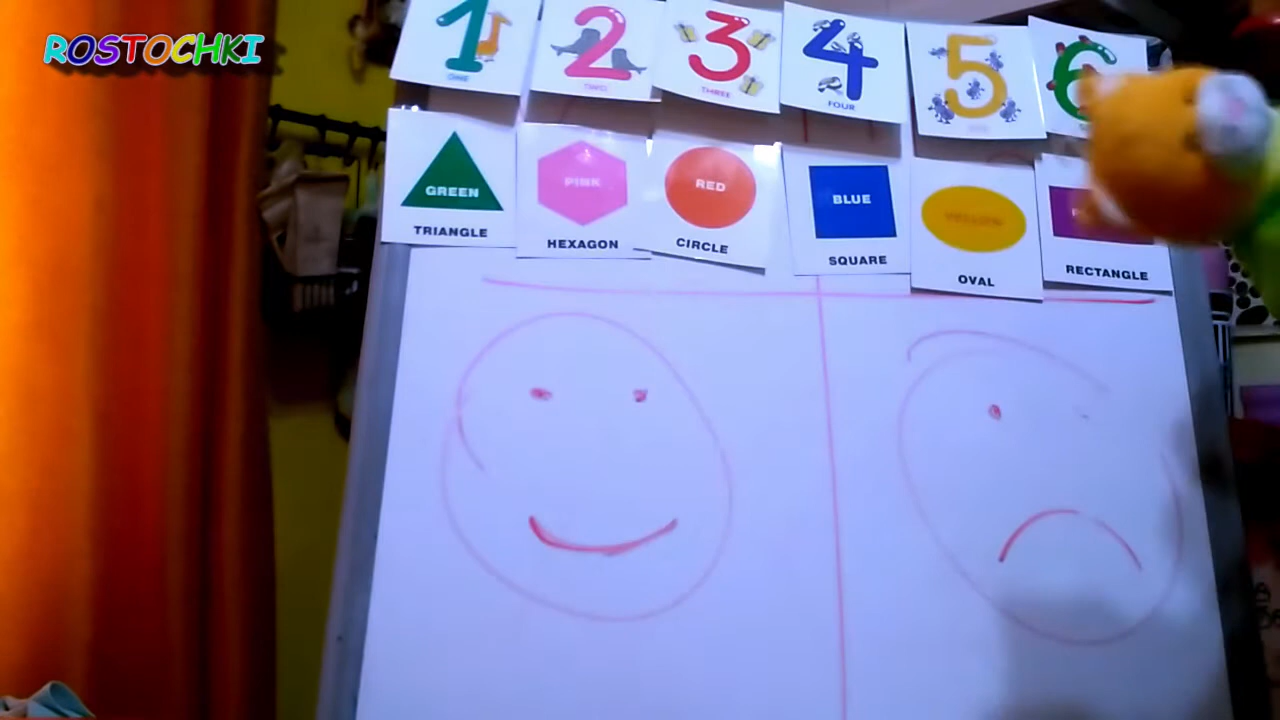 ROSTOCHKI
1 2 3 4 5 6
ONE TWO THREE FOUR
GREEN PINK RED BLUE YELLOW
TRIANGLE HEXAGON CIRCLE SQUARE OVAL RECTANGLE